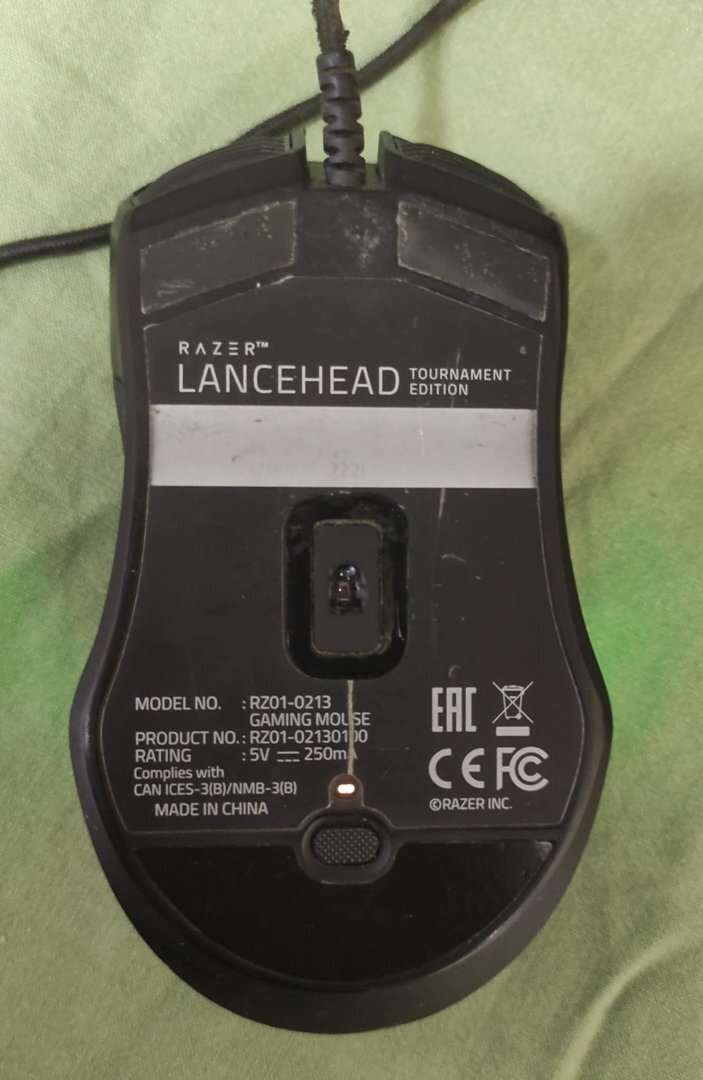 RAZER™
LANCEHEAD TOURNAMENT
EDITION
MODEL NO. : RZ01-0213
GAMING MOUSE
PRODUCT NO. : RZ01-02130100
RATING : 5V ⎓ 250m
Complies with
CAN ICES-3(B)/NMB-3(B)
MADE IN CHINA
EAC
CE FC
©RAZER INC.